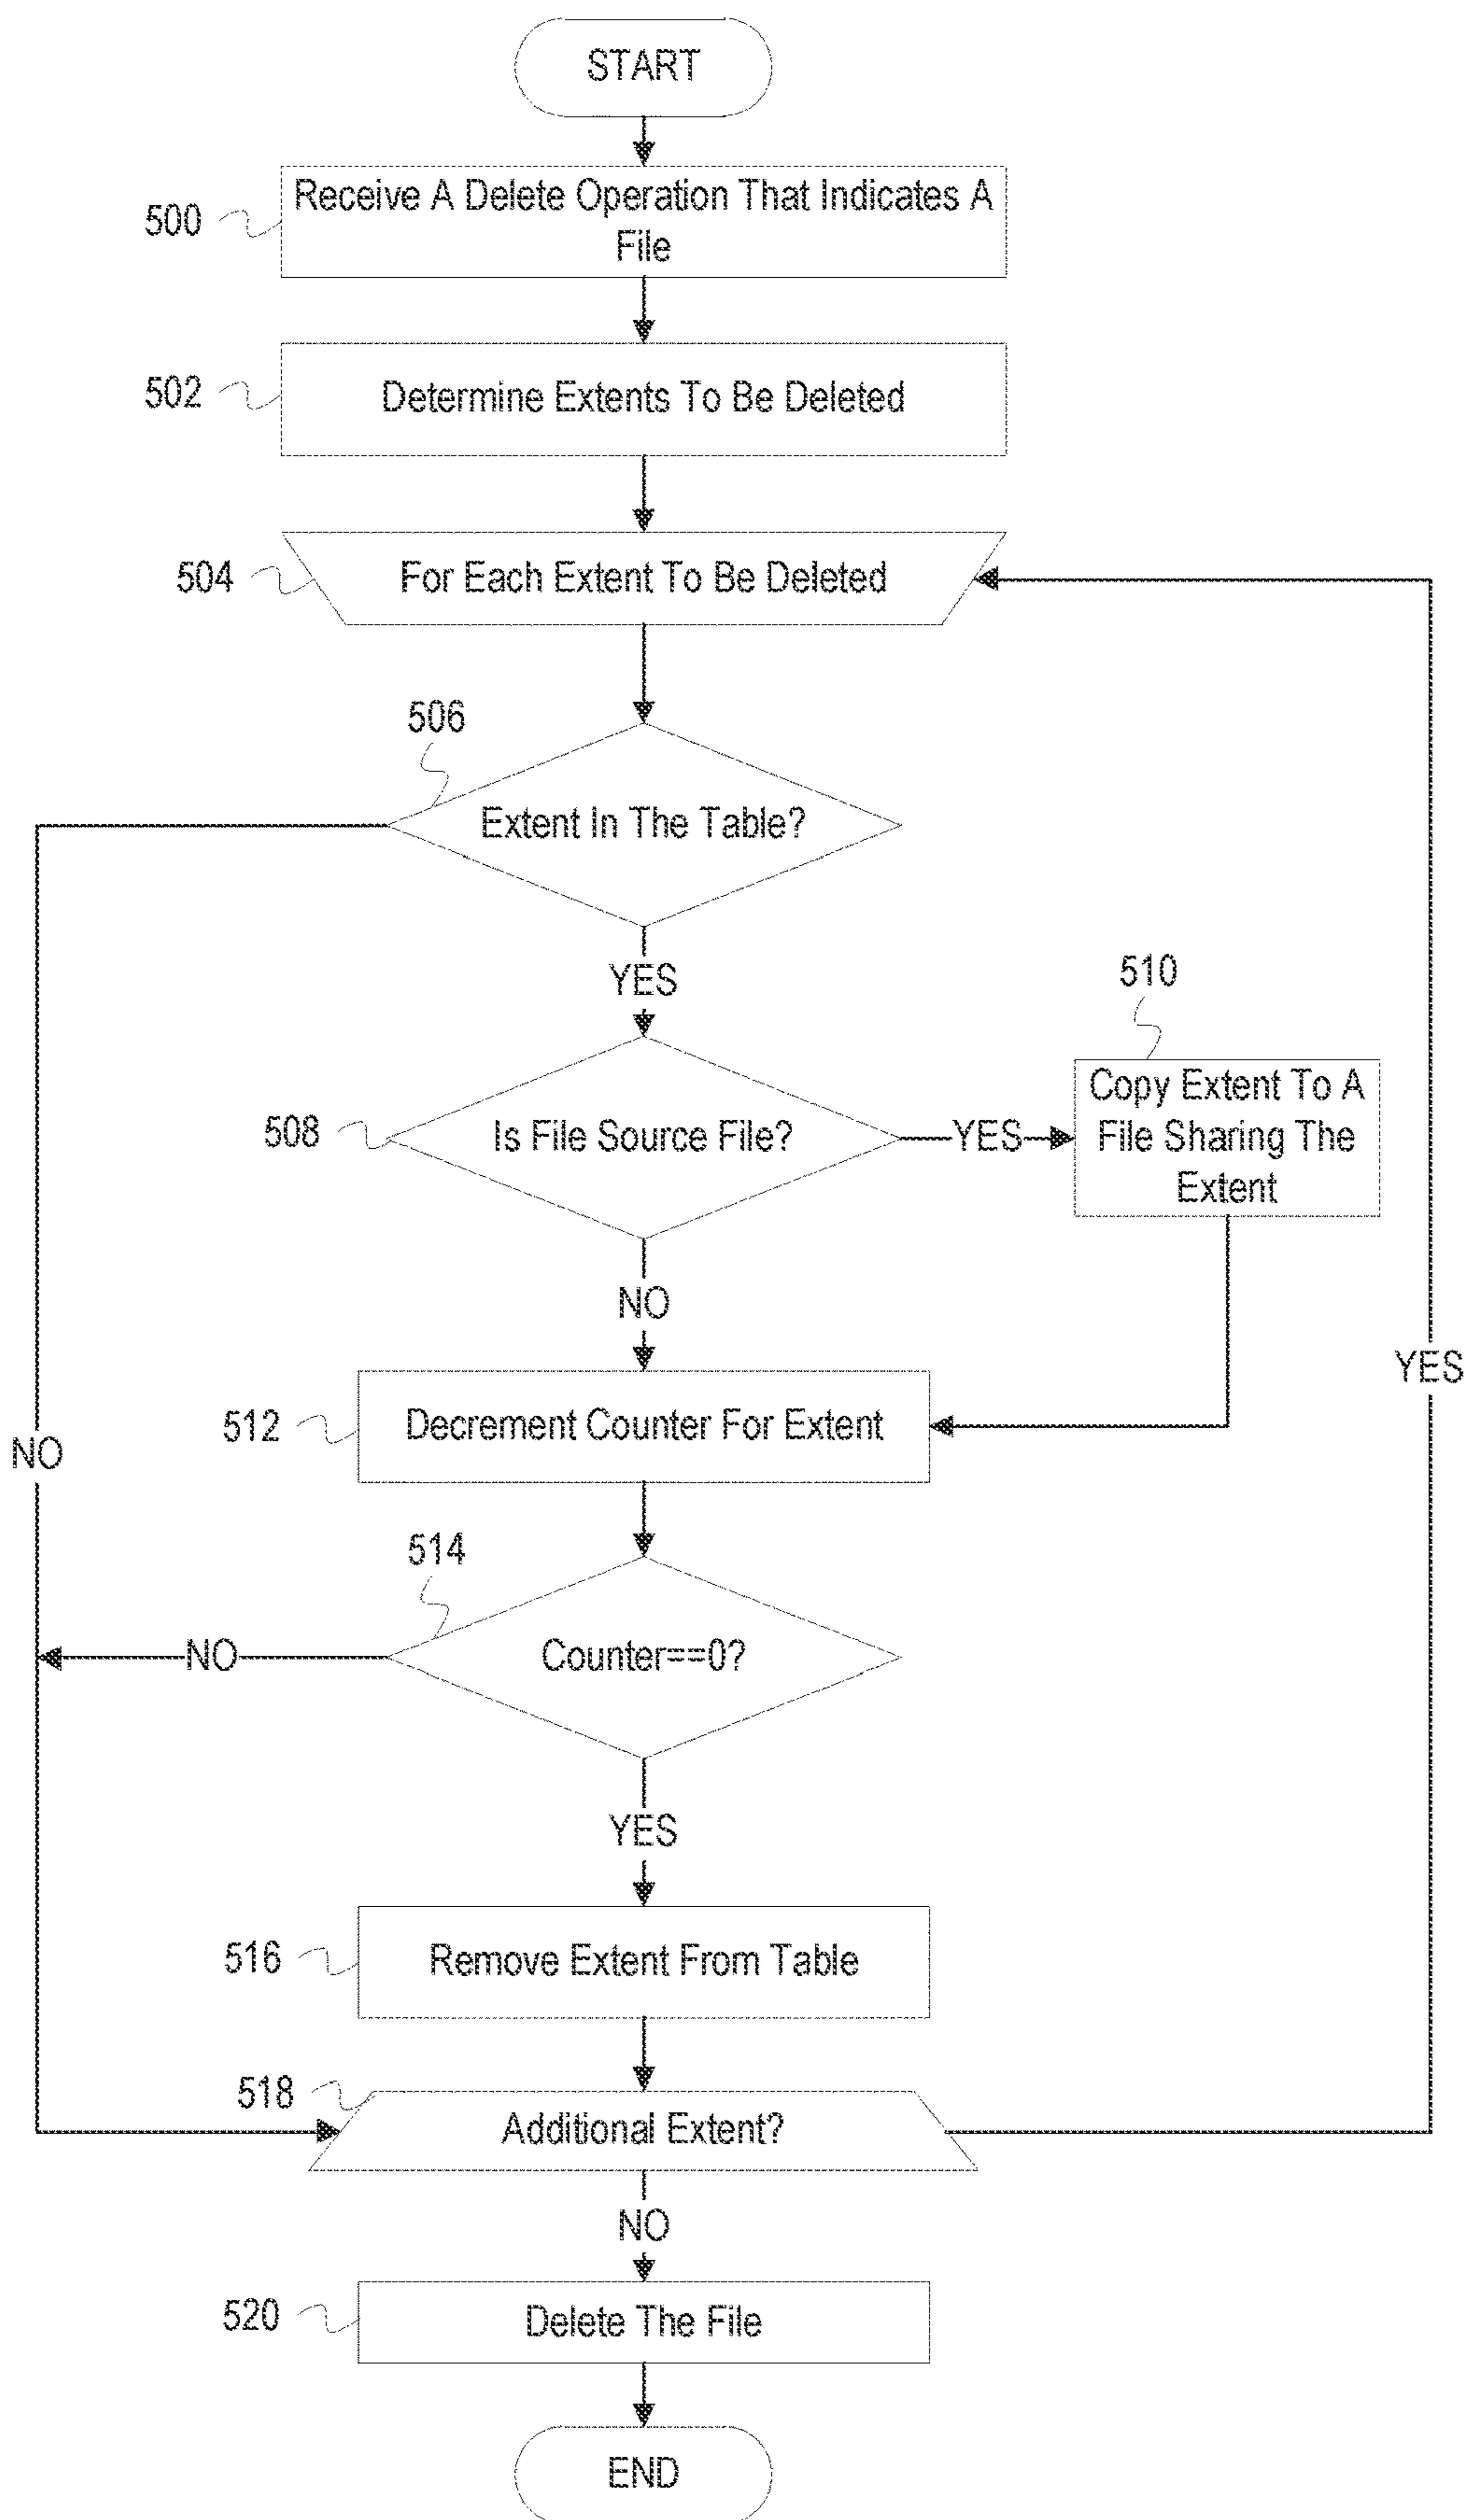 START
500
Receive A Delete Operation That Indicates A
File
502
Determine Extents To Be Deleted
504
For Each Extent To Be Deleted
506
Extent In The Table?
YES
510
508
Is File Source File?
YES
Copy Extent To A
File Sharing The
Extent
NO
YES
512
Decrement Counter For Extent
NO
514
NO
Counter==0?
YES
516
Remove Extent From Table
518
Additional Extent?
NO
520
Delete The File
END